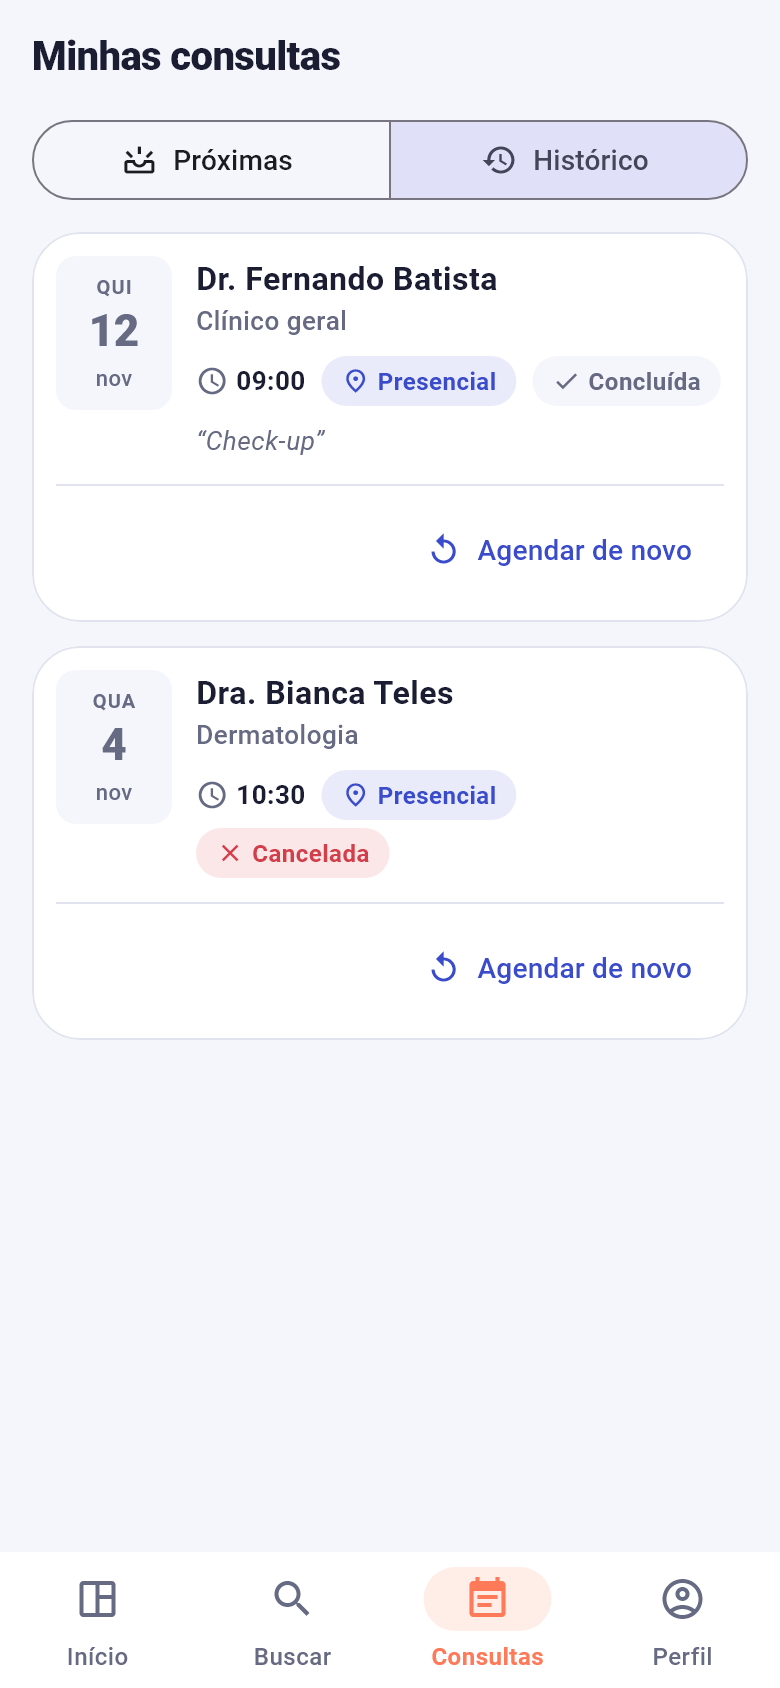 Minhas consultas
Próximas
Histórico
QUI
12
nov
Dr. Fernando Batista
Clínico geral
09:00
Presencial
Concluída
“Check-up”
Agendar de novo
QUA
4
nov
Dra. Bianca Teles
Dermatologia
10:30
Presencial
Cancelada
Agendar de novo
Início
Buscar
Consultas
Perfil